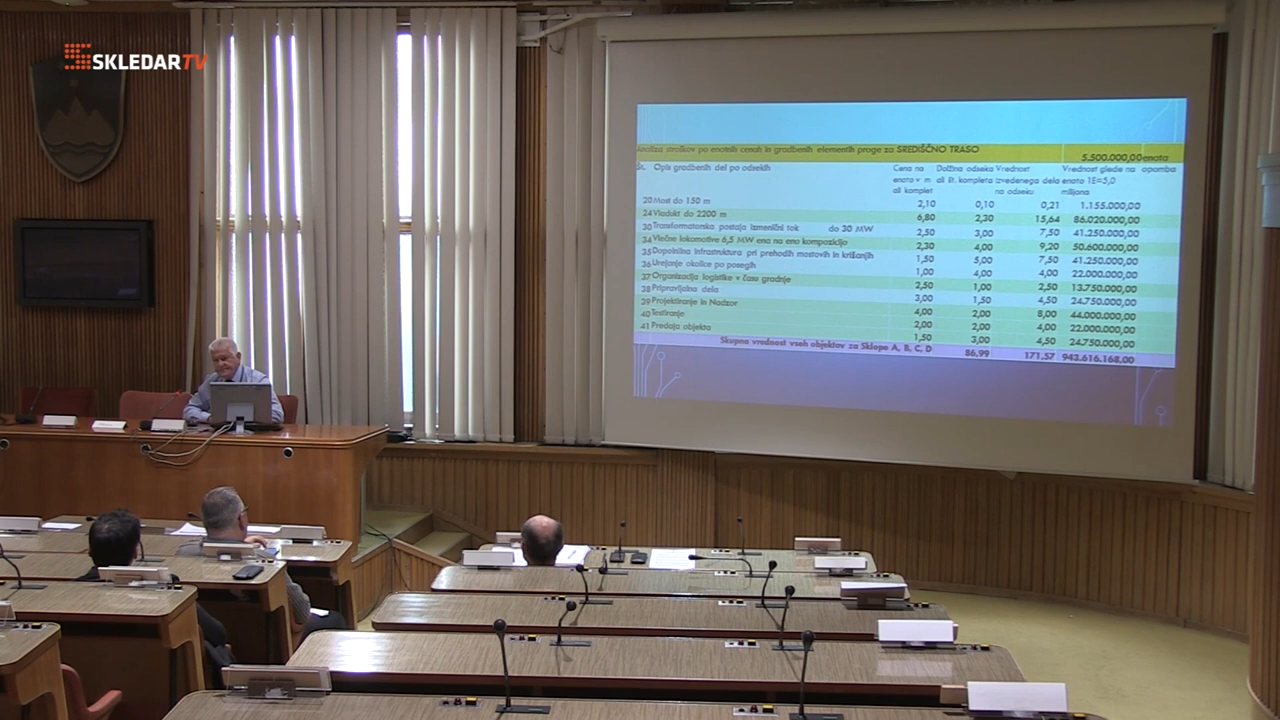 SKLEDARTV
Analiza stroškov po enotnih cenah in gradbenih elementih proge za SREDIŠČNO TRASO 5.500.000,00 enota
Št. Opis gradbenih del po odsekih Cena na Dolžina odseka Vrednost Vrednost glede na opomba
enoto v m ali št. kompleta izvedenega dela enoto 1E=5,0
ali komplet na odseku milijona
20 Most do 150 m 2,10 0,10 0,21 1.155.000,00
24 Viadukt do 2200 m 6,80 2,30 15,64 86.020.000,00
30 Transformatorska postaja izmenični tok do 30 MW 2,50 3,00 7,50 41.250.000,00
34 Vlečne lokomotive 6,5 MW ena na eno kompozicijo 2,30 4,00 9,20 50.600.000,00
35 Dopolnilna infrastruktura pri prehodih mostovih in križanjih 1,50 5,00 7,50 41.250.000,00
36 Urejanje okolice po posegih 1,00 4,00 4,00 22.000.000,00
37 Organizacija logistike v času gradnje 2,50 1,00 2,50 13.750.000,00
38 Pripravljalna dela 3,00 1,50 4,50 24.750.000,00
39 Projektiranje in Nadzor 4,00 2,00 8,00 44.000.000,00
40 Testiranje 2,00 2,00 4,00 22.000.000,00
41 Predaja objekta 1,50 3,00 4,50 24.750.000,00
Skupna vrednost vseh objektov za Sklope A, B, C, D 86,99 171,57 943.616.168,00